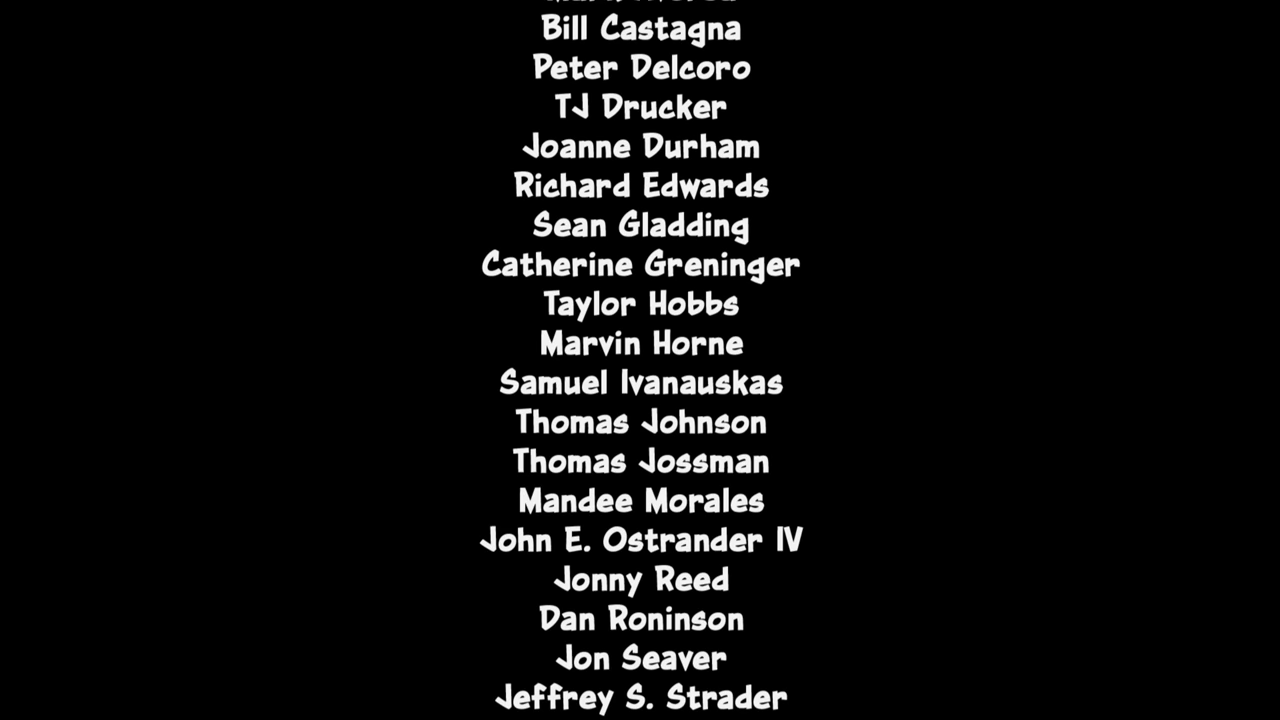 Bill Castagna
Peter Delcoro
TJ Drucker
Joanne Durham
Richard Edwards
Sean Gladding
Catherine Greninger
Taylor Hobbs
Marvin Horne
Samuel Ivanauskas
Thomas Johnson
Thomas Jossman
Mandee Morales
John E. Ostrander IV
Jonny Reed
Dan Roninson
Jon Seaver
Jeffrey S. Strader